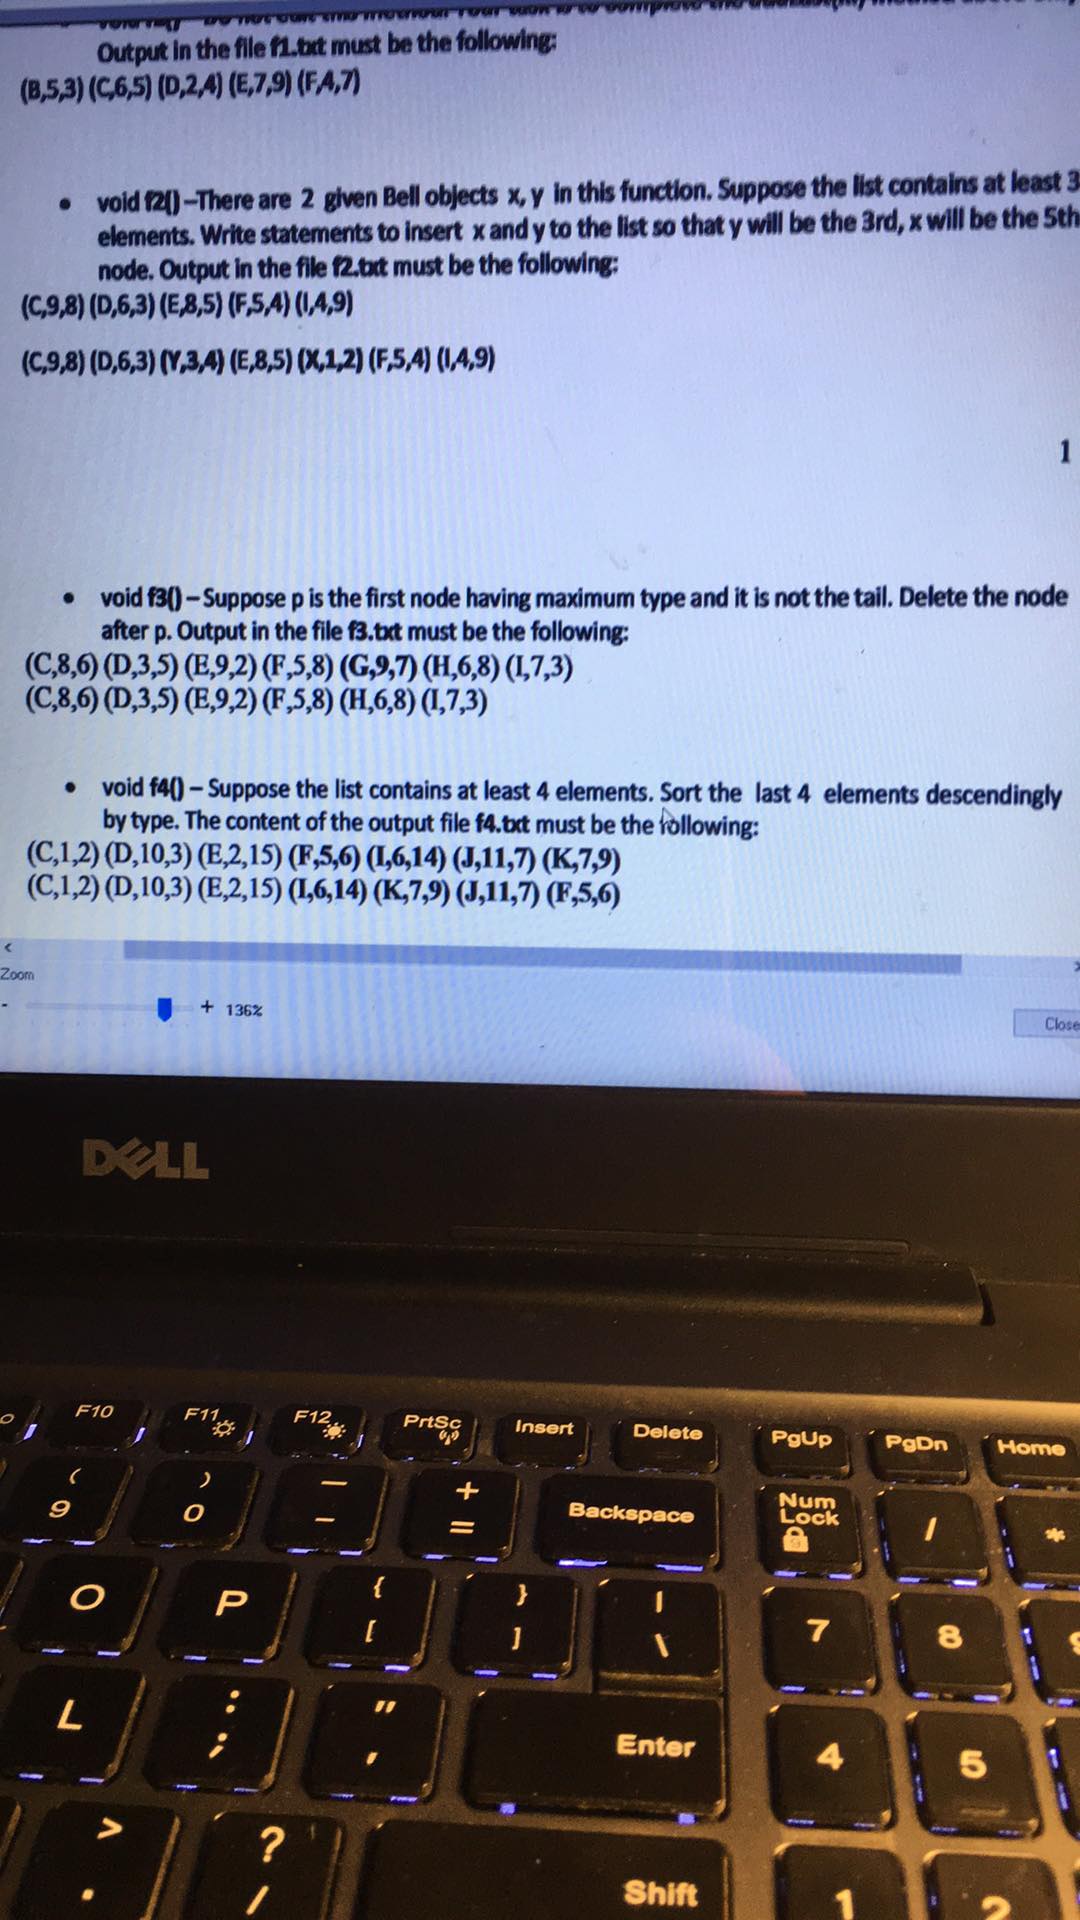 Output in the file f1.txt must be the following:
(B,5,3) (C,6,5) (D,2,4) (E,7,9) (F,4,7)
• void f2() –There are 2 given Bell objects x, y in this function. Suppose the list contains at least 3
elements. Write statements to insert x and y to the list so that y will be the 3rd, x will be the 5th
node. Output in the file f2.txt must be the following:
(C,9,8) (D,6,3) (E,8,5) (F,5,4) (I,4,9)
(C,9,8) (D,6,3) (Y,3,4) (E,8,5) (X,1,2) (F,5,4) (I,4,9)
1
• void f3() – Suppose p is the first node having maximum type and it is not the tail. Delete the node
after p. Output in the file f3.txt must be the following:
(C,8,6) (D,3,5) (E,9,2) (F,5,8) (G,9,7) (H,6,8) (I,7,3)
(C,8,6) (D,3,5) (E,9,2) (F,5,8) (H,6,8) (I,7,3)
• void f4() – Suppose the list contains at least 4 elements. Sort the last 4 elements descendingly
by type. The content of the output file f4.txt must be the following:
(C,1,2) (D,10,3) (E,2,15) (F,5,6) (I,6,14) (J,11,7) (K,7,9)
(C,1,2) (D,10,3) (E,2,15) (I,6,14) (K,7,9) (J,11,7) (F,5,6)
<
>
Zoom
- + 136%
Close
DELL
F10 F11 F12 PrtSc Insert Delete PgUp PgDn Home
( ) — + Backspace Num / *
9 0 - = Lock
O P { } | 7 8
[ ] \
L : " Enter 4 5
; '
> ? Shift 1 2
. /